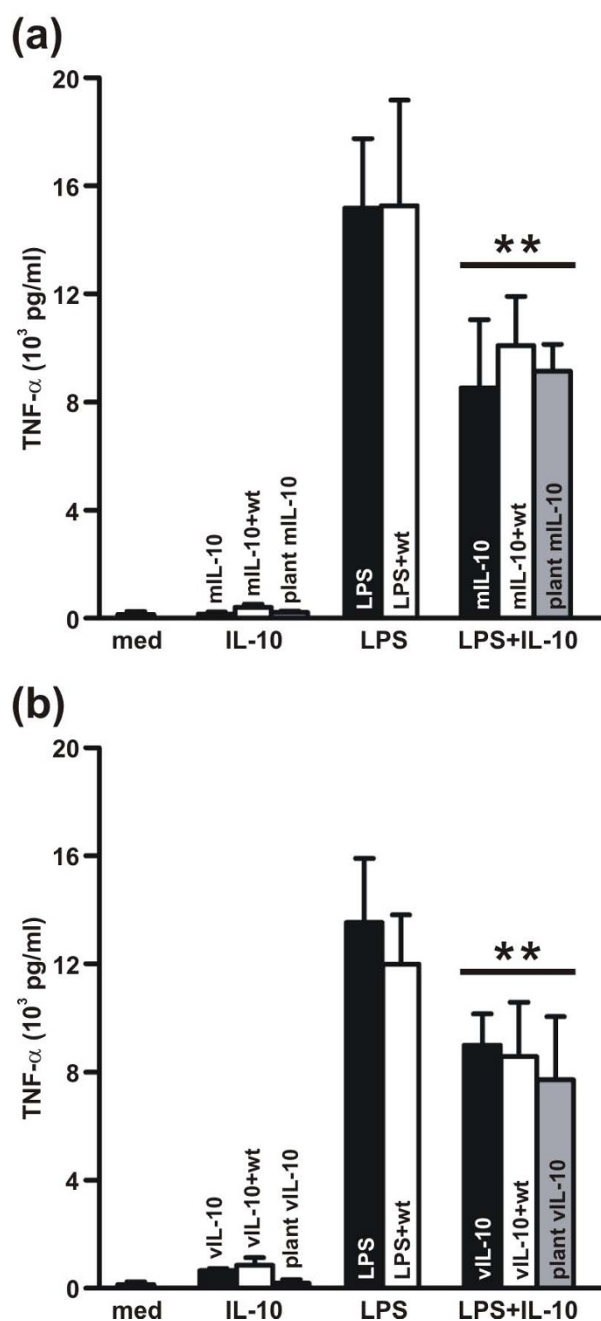 (a)
20
16
12
8
4
0
TNF-α (10³ pg/ml)
mIL-10
mIL-10+wt
plant mIL-10
LPS
LPS+wt
**
mIL-10
mIL-10+wt
plant mIL-10
med
IL-10
LPS
LPS+IL-10
(b)
20
16
12
8
4
0
TNF-α (10³ pg/ml)
vIL-10
vIL-10+wt
plant vIL-10
LPS
LPS+wt
**
vIL-10
vIL-10+wt
plant vIL-10
med
IL-10
LPS
LPS+IL-10